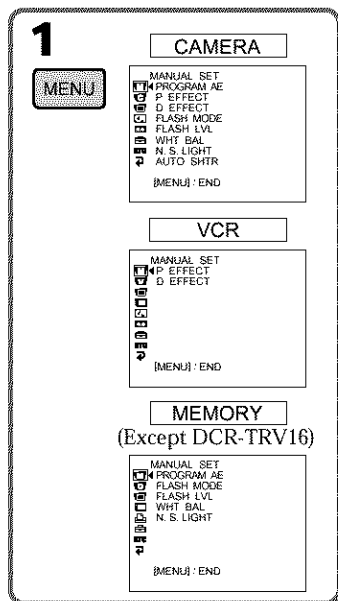 1
MENU
CAMERA
MANUAL SET
PROGRAM AE
P EFFECT
D EFFECT
FLASH MODE
FLASH LVL
WHT BAL
N. S. LIGHT
AUTO SHTR
[MENU] : END
VCR
MANUAL SET
P EFFECT
D EFFECT
[MENU] : END
MEMORY
(Except DCR-TRV16)
MANUAL SET
PROGRAM AE
FLASH MODE
FLASH LVL
WHT BAL
N. S. LIGHT
[MENU] : END